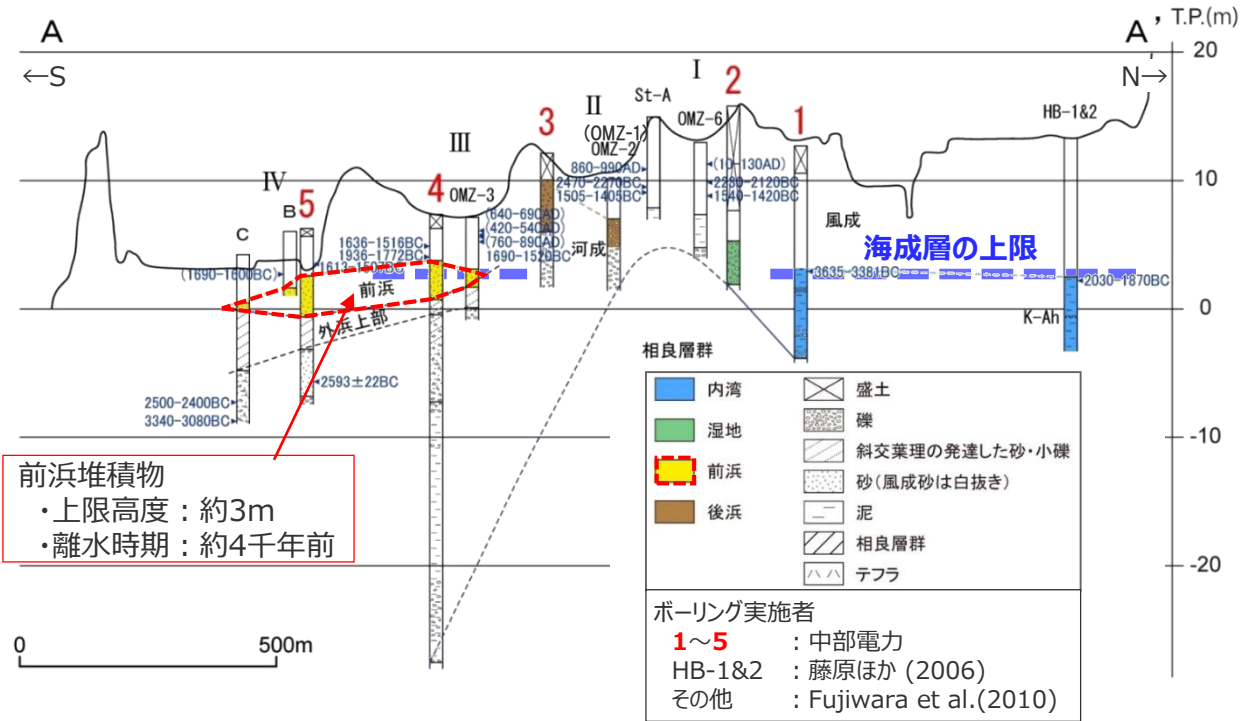 A
A'
T.P.(m)
←S
N→
20
10
0
-10
-20
I
II
III
IV
(OMZ-1)
OMZ-2
St-A
OMZ-6
2
1
HB-1&2
3
4
OMZ-3
5
B
C
860-990AD
2470-2270BC
1505-1405BC
(10-130AD)
2280-2120BC
1540-1420BC
(640-690AD)
(420-540AD)
(760-890AD)
1690-1520BC
1636-1516BC
1936-1772BC
(1690-1600BC)
3635-3381BC
2030-1870BC
K-Ah
2593±22BC
2500-2400BC
3340-3080BC
風成
河成
海成層の上限
前浜
外浜上部
前浜堆積物
・上限高度:約3m
・離水時期:約4千年前
0
500m
相良層群
内湾
湿地
前浜
後浜
盛土
礫
斜交葉理の発達した砂・小礫
砂(風成砂は白抜き)
泥
相良層群
テフラ
ボーリング実施者
1~5 :中部電力
HB-1&2 :藤原ほか (2006)
その他 :Fujiwara et al.(2010)